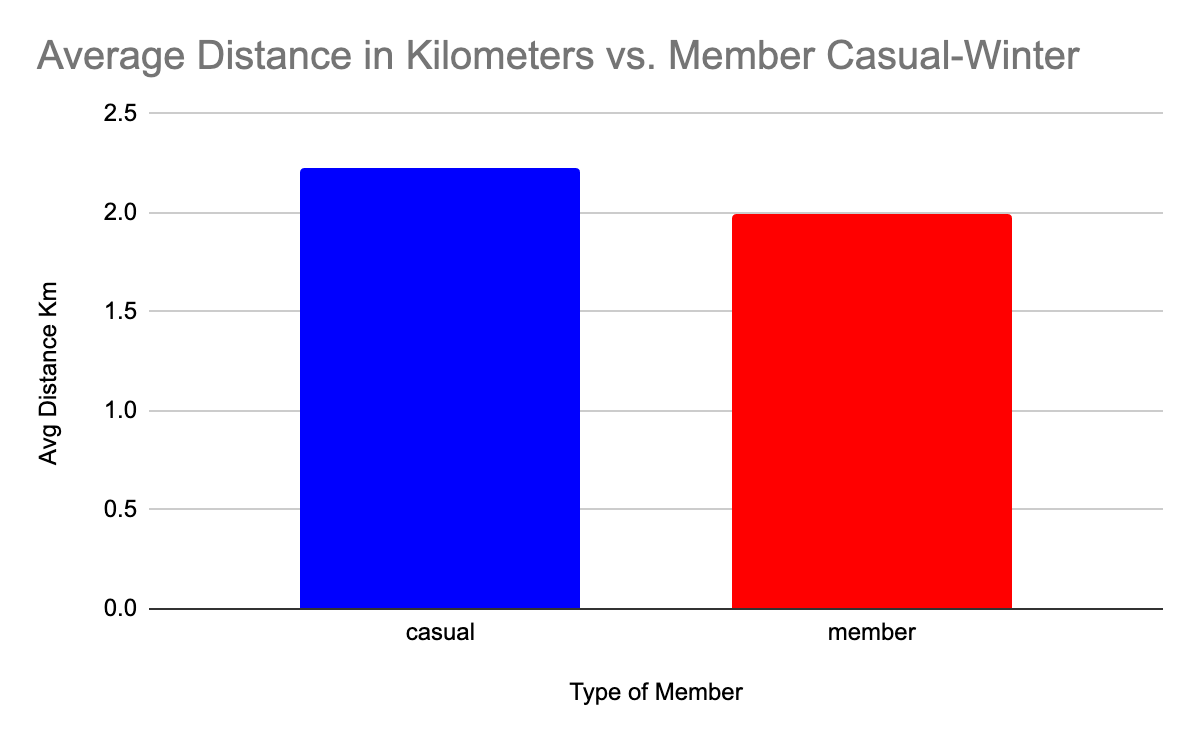 Average Distance in Kilometers vs. Member Casual-Winter
2.5
2.0
1.5
1.0
0.5
0.0
Avg Distance Km
casual
member
Type of Member